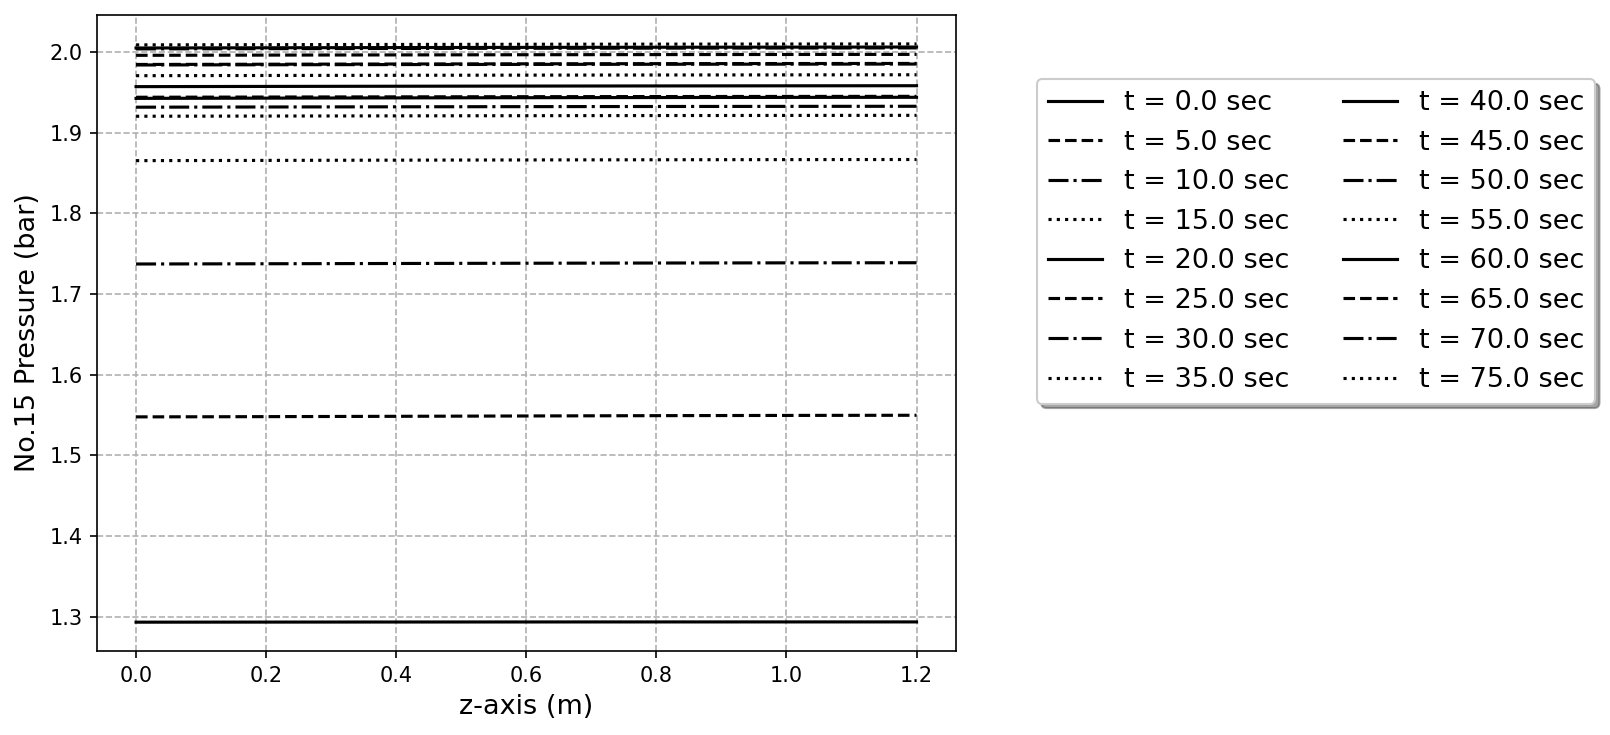 No.15 Pressure (bar)
2.0
1.9
1.8
1.7
1.6
1.5
1.4
1.3
0.0 0.2 0.4 0.6 0.8 1.0 1.2
z-axis (m)
t = 0.0 sec
t = 5.0 sec
t = 10.0 sec
t = 15.0 sec
t = 20.0 sec
t = 25.0 sec
t = 30.0 sec
t = 35.0 sec
t = 40.0 sec
t = 45.0 sec
t = 50.0 sec
t = 55.0 sec
t = 60.0 sec
t = 65.0 sec
t = 70.0 sec
t = 75.0 sec